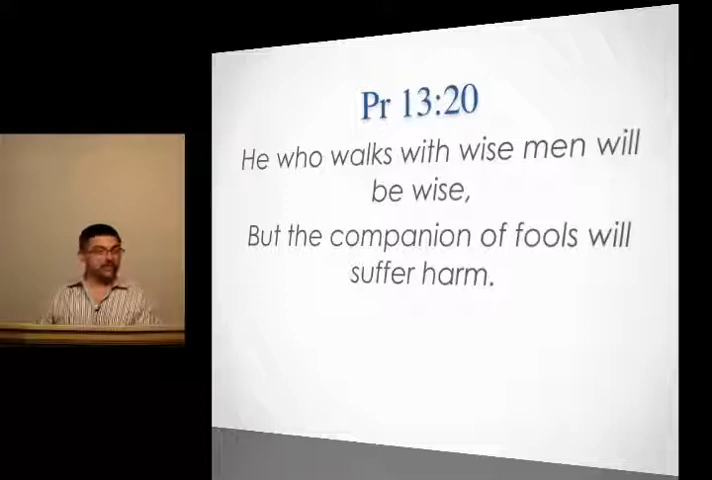 Pr 13:20
He who walks with wise men will
be wise,
But the companion of fools will
suffer harm.